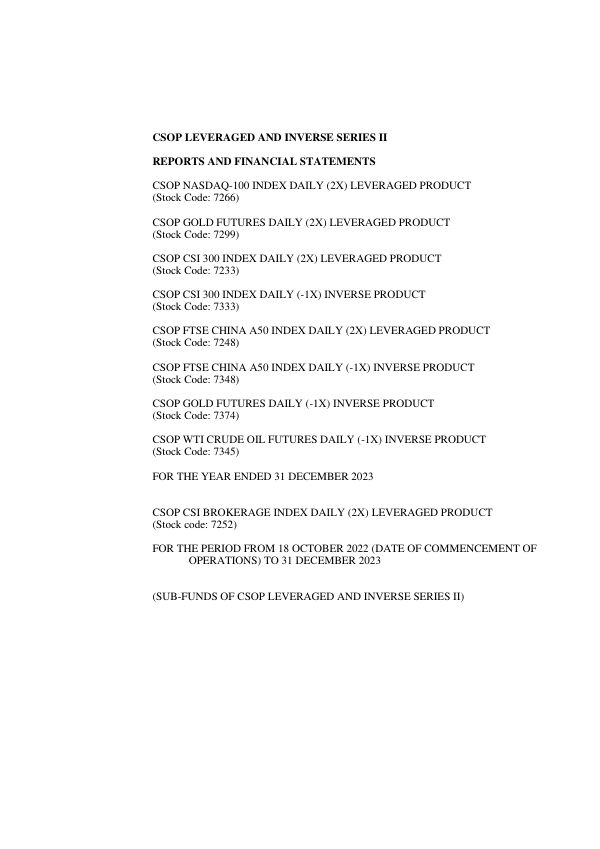 CSOP LEVERAGED AND INVERSE SERIES II
REPORTS AND FINANCIAL STATEMENTS
CSOP NASDAQ-100 INDEX DAILY (2X) LEVERAGED PRODUCT
(Stock Code: 7266)
CSOP GOLD FUTURES DAILY (2X) LEVERAGED PRODUCT
(Stock Code: 7299)
CSOP CSI 300 INDEX DAILY (2X) LEVERAGED PRODUCT
(Stock Code: 7233)
CSOP CSI 300 INDEX DAILY (-1X) INVERSE PRODUCT
(Stock Code: 7333)
CSOP FTSE CHINA A50 INDEX DAILY (2X) LEVERAGED PRODUCT
(Stock Code: 7248)
CSOP FTSE CHINA A50 INDEX DAILY (-1X) INVERSE PRODUCT
(Stock Code: 7348)
CSOP GOLD FUTURES DAILY (-1X) INVERSE PRODUCT
(Stock Code: 7374)
CSOP WTI CRUDE OIL FUTURES DAILY (-1X) INVERSE PRODUCT
(Stock Code: 7345)
FOR THE YEAR ENDED 31 DECEMBER 2023
CSOP CSI BROKERAGE INDEX DAILY (2X) LEVERAGED PRODUCT
(Stock code: 7252)
FOR THE PERIOD FROM 18 OCTOBER 2022 (DATE OF COMMENCEMENT OF
OPERATIONS) TO 31 DECEMBER 2023
(SUB-FUNDS OF CSOP LEVERAGED AND INVERSE SERIES II)